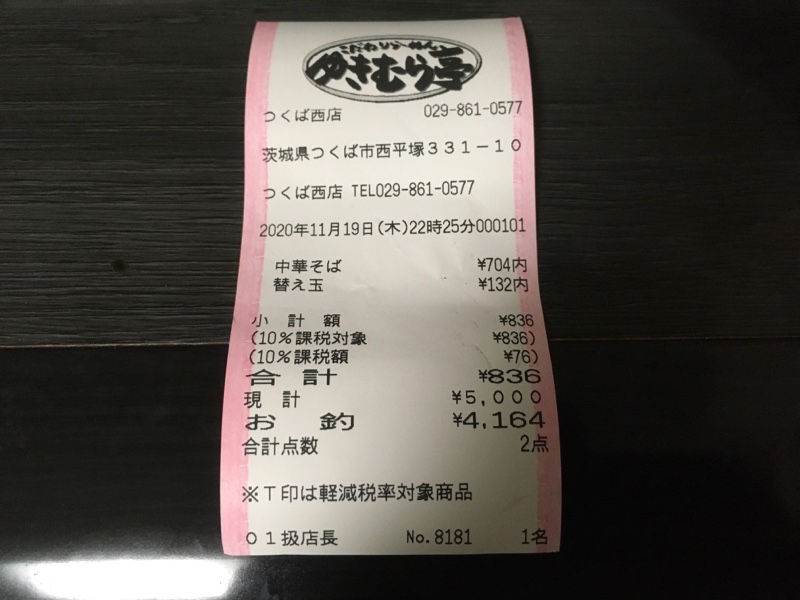 こだわりらーめん
ゆきむら亭
つくば西店 029-861-0577
茨城県つくば市西平塚３３１－１０
つくば西店 TEL029-861-0577
2020年11月19日(木)22時25分000101
中華そば ¥704内
替え玉 ¥132内
小 計 額 ¥836
(10%課税対象 ¥836)
(10%課税額 ¥76)
合 計 ¥836
現 計 ¥5,000
お 釣 ¥4,164
合計点数 2点
※Ｔ印は軽減税率対象商品
０１扱店長 No.8181 1名